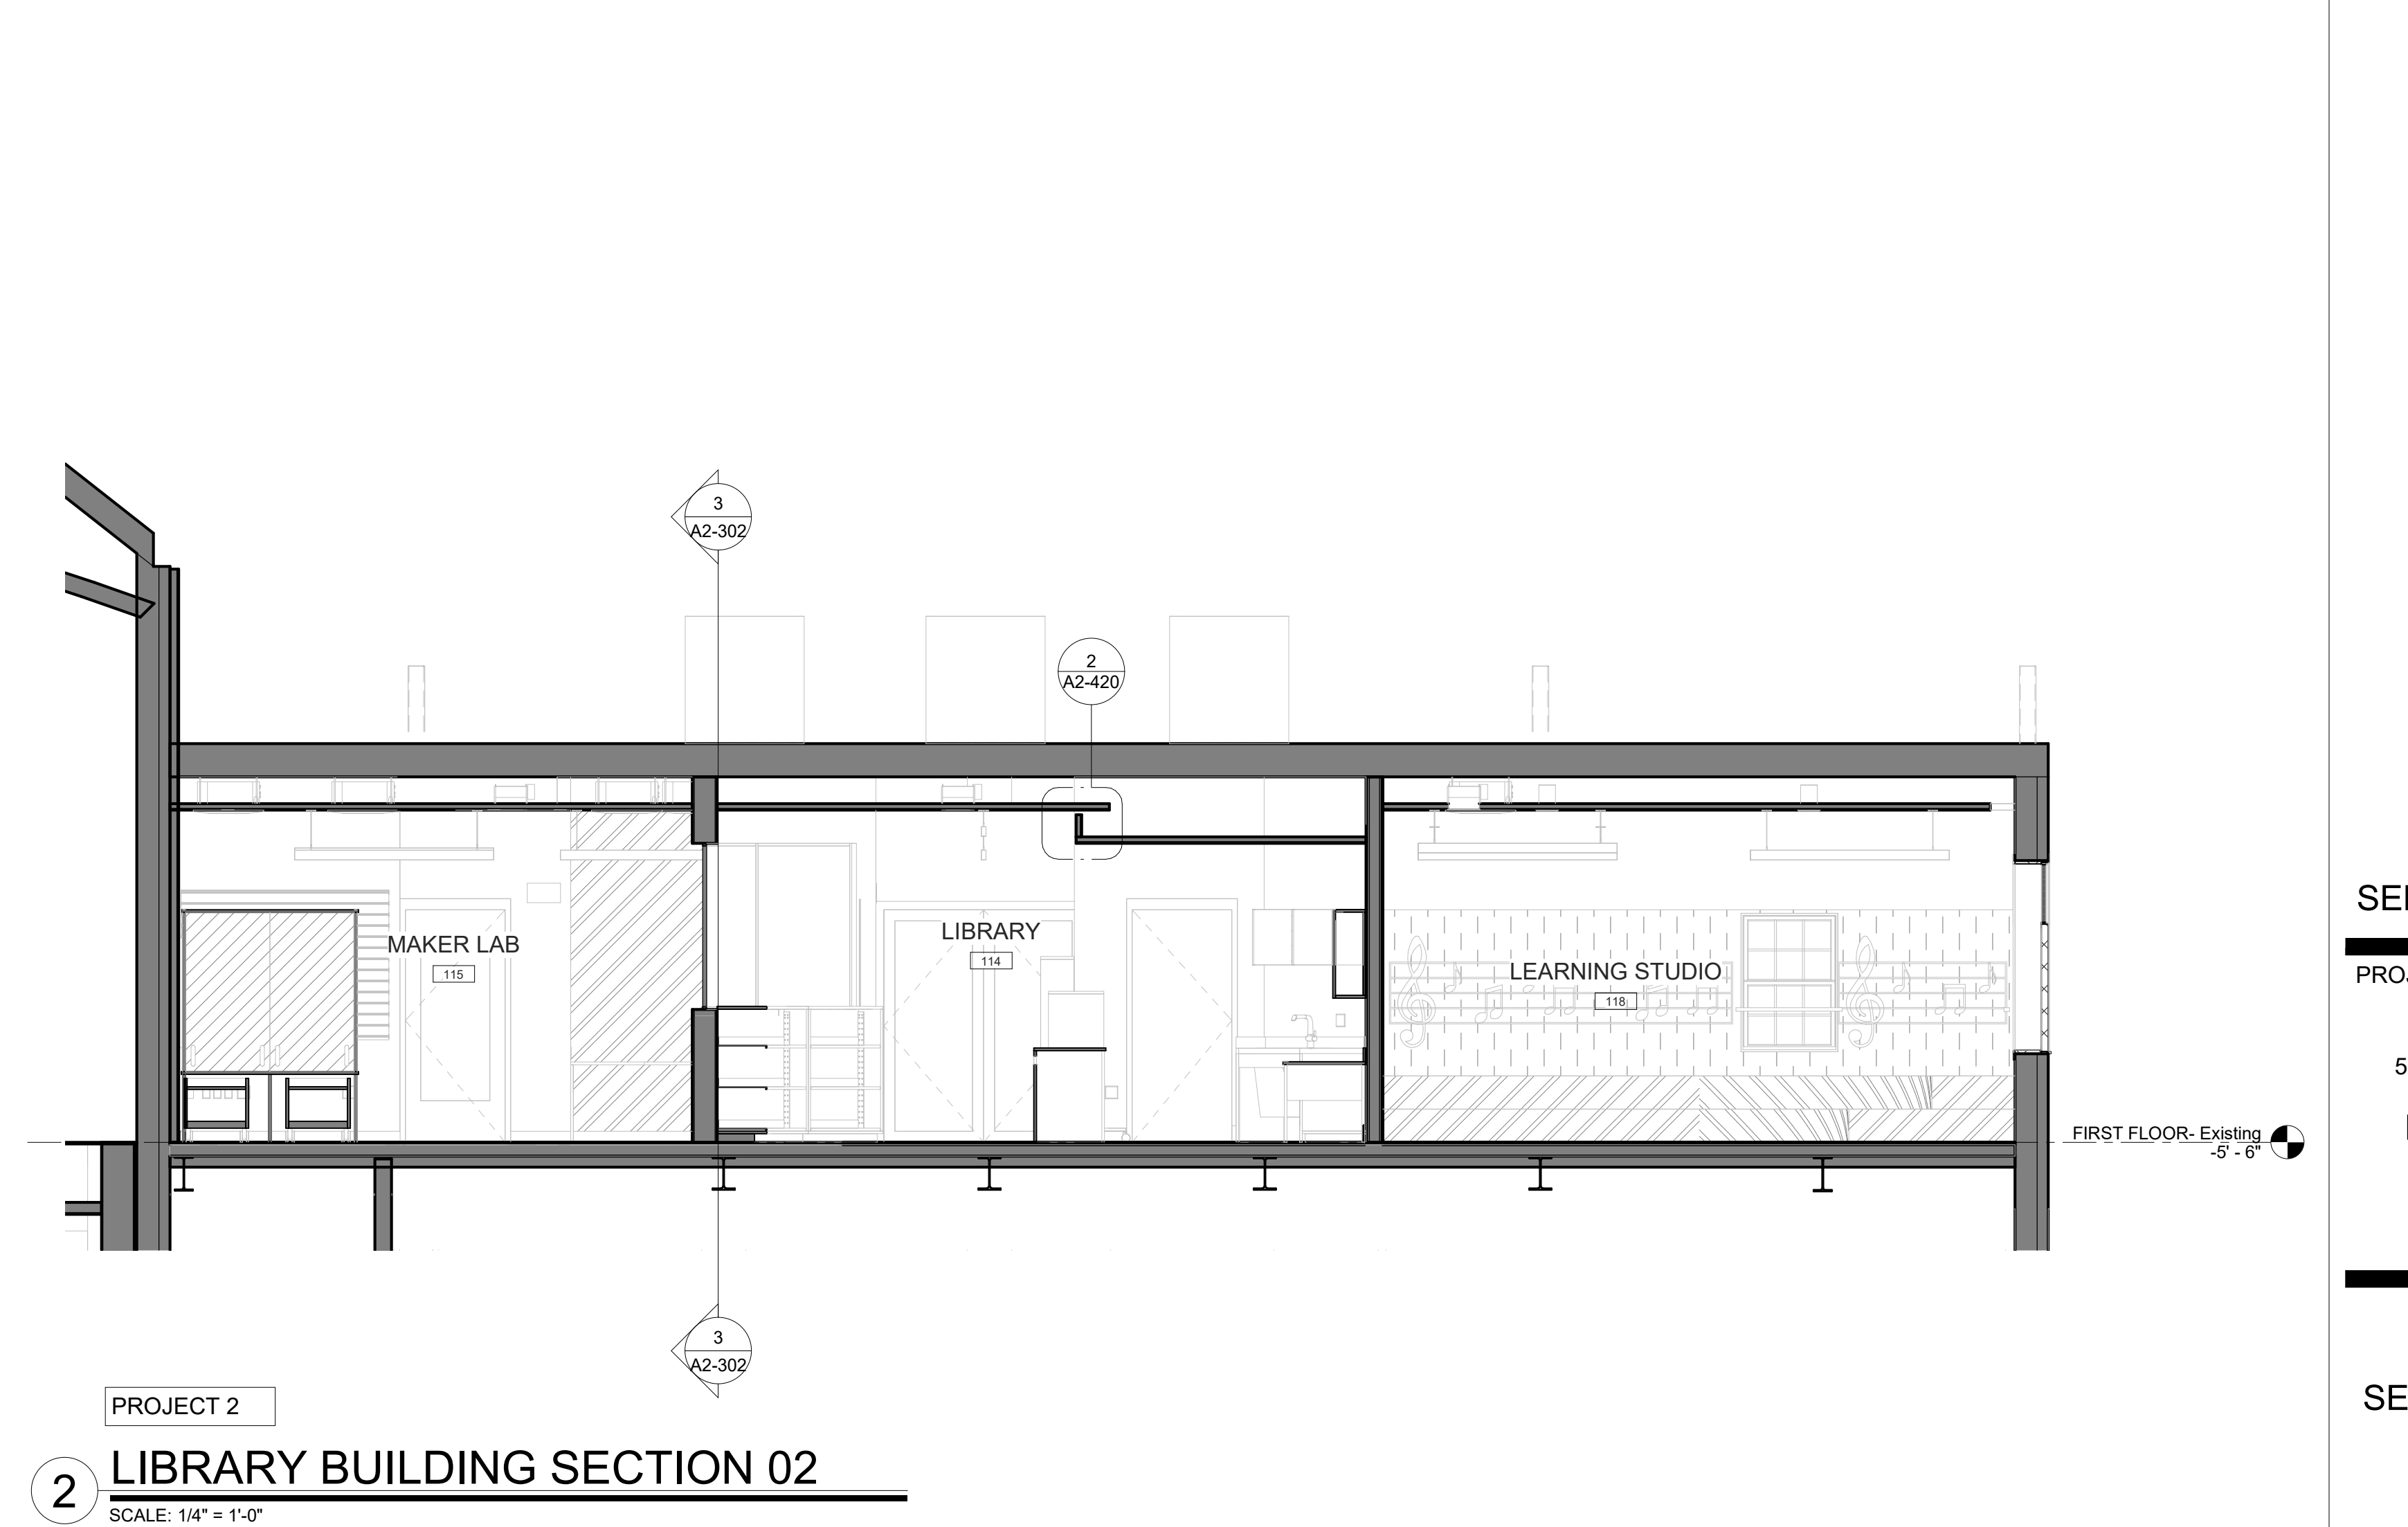 3
A2-302
2
A2-420
MAKER LAB
115
LIBRARY
114
LEARNING STUDIO
118
FIRST FLOOR- Existing
-5' - 6"
3
A2-302
PROJECT 2
2
LIBRARY BUILDING SECTION 02
SCALE: 1/4" = 1'-0"
5